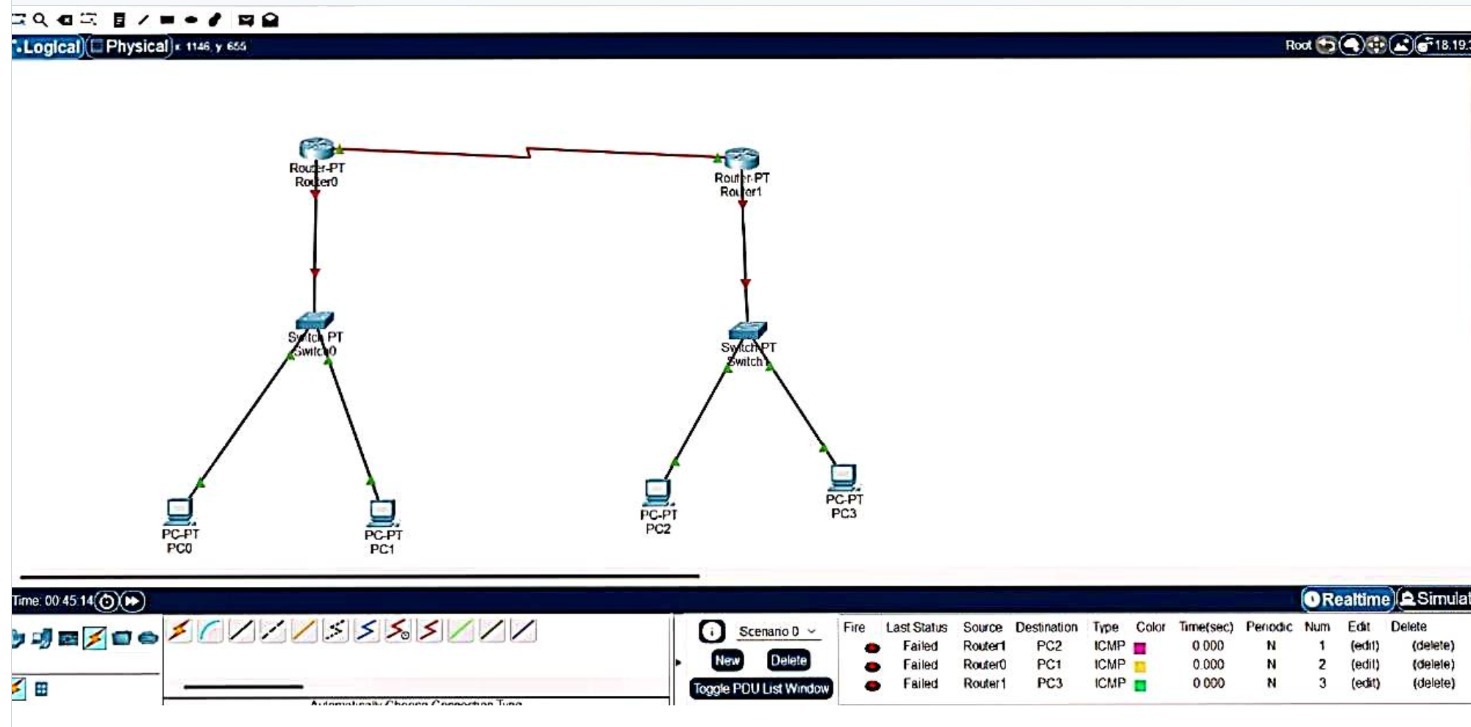 Logical Physical x: 1146, y: 655
Root 18.19:
Router-PT
Router0
Router-PT
Router1
Switch-PT
Switch0
Switch-PT
Switch1
PC-PT
PC0
PC-PT
PC1
PC-PT
PC2
PC-PT
PC3
Time: 00:45:14
Realtime Simulat
Scenario 0
New Delete
Toggle PDU List Window
Fire Last Status Source Destination Type Color Time(sec) Periodic Num Edit Delete
Failed Router1 PC2 ICMP 0.000 N 1 (edit) (delete)
Failed Router0 PC1 ICMP 0.000 N 2 (edit) (delete)
Failed Router1 PC3 ICMP 0.000 N 3 (edit) (delete)
Automatically Choose Connection Type